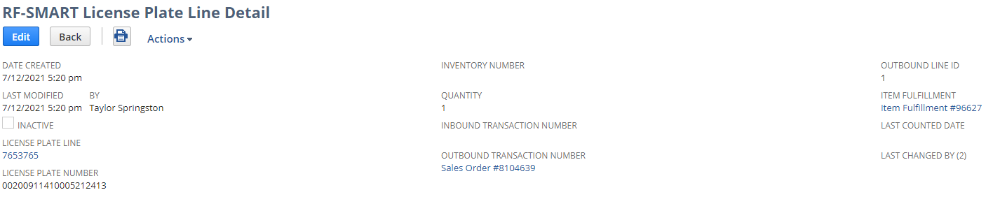 RF-SMART License Plate Line Detail
Edit
Back
Actions
DATE CREATED
7/12/2021 5:20 pm
LAST MODIFIED BY
7/12/2021 5:20 pm Taylor Springston
INACTIVE
LICENSE PLATE LINE
7653765
LICENSE PLATE NUMBER
00200911410005212413
INVENTORY NUMBER
QUANTITY
1
INBOUND TRANSACTION NUMBER
OUTBOUND TRANSACTION NUMBER
Sales Order #8104639
OUTBOUND LINE ID
1
ITEM FULFILLMENT
Item Fulfillment #96627
LAST COUNTED DATE
LAST CHANGED BY (2)